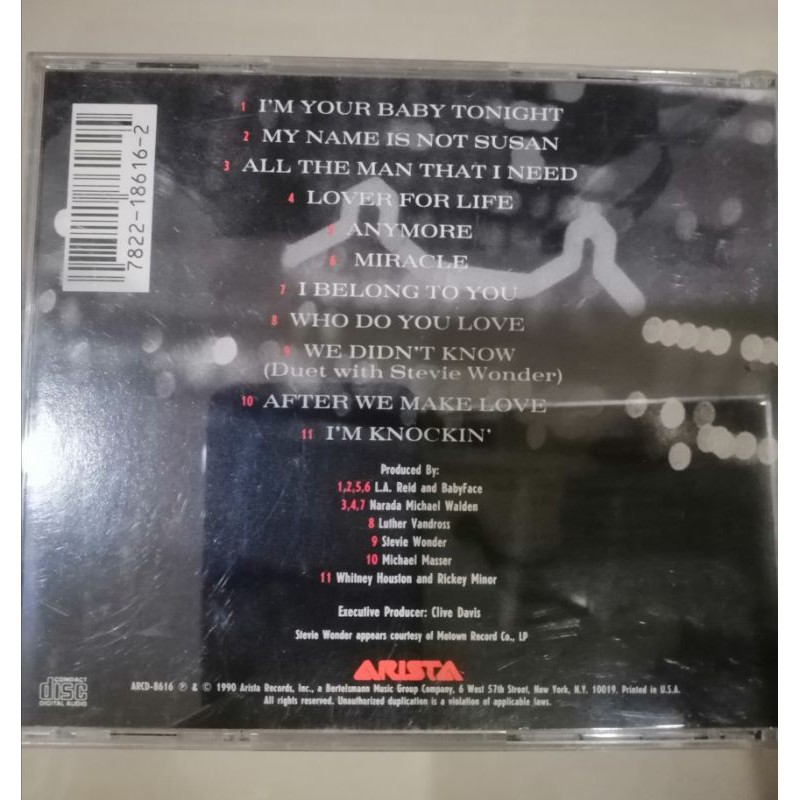 1 I'M YOUR BABY TONIGHT
2 MY NAME IS NOT SUSAN
3 ALL THE MAN THAT I NEED
4 LOVER FOR LIFE
5 ANYMORE
6 MIRACLE
7 I BELONG TO YOU
8 WHO DO YOU LOVE
9 WE DIDN'T KNOW
(Duet with Stevie Wonder)
10 AFTER WE MAKE LOVE
11 I'M KNOCKIN'
7822-18616-2
Produced By:
1,2,5,6 L.A. Reid and BabyFace
3,4,7 Narada Michael Walden
8 Luther Vandross
9 Stevie Wonder
10 Michael Masser
11 Whitney Houston and Rickey Minor
Executive Producer: Clive Davis
Stevie Wonder appears courtesy of Motown Record Co., LP
ARISTA
COMPACT
disc
DIGITAL AUDIO
ARCD-8616 ℗ & © 1990 Arista Records, Inc., a Bertelsmann Music Group Company, 6 West 57th Street, New York, N.Y. 10019. Printed in U.S.A.
All rights reserved. Unauthorized duplication is a violation of applicable laws.